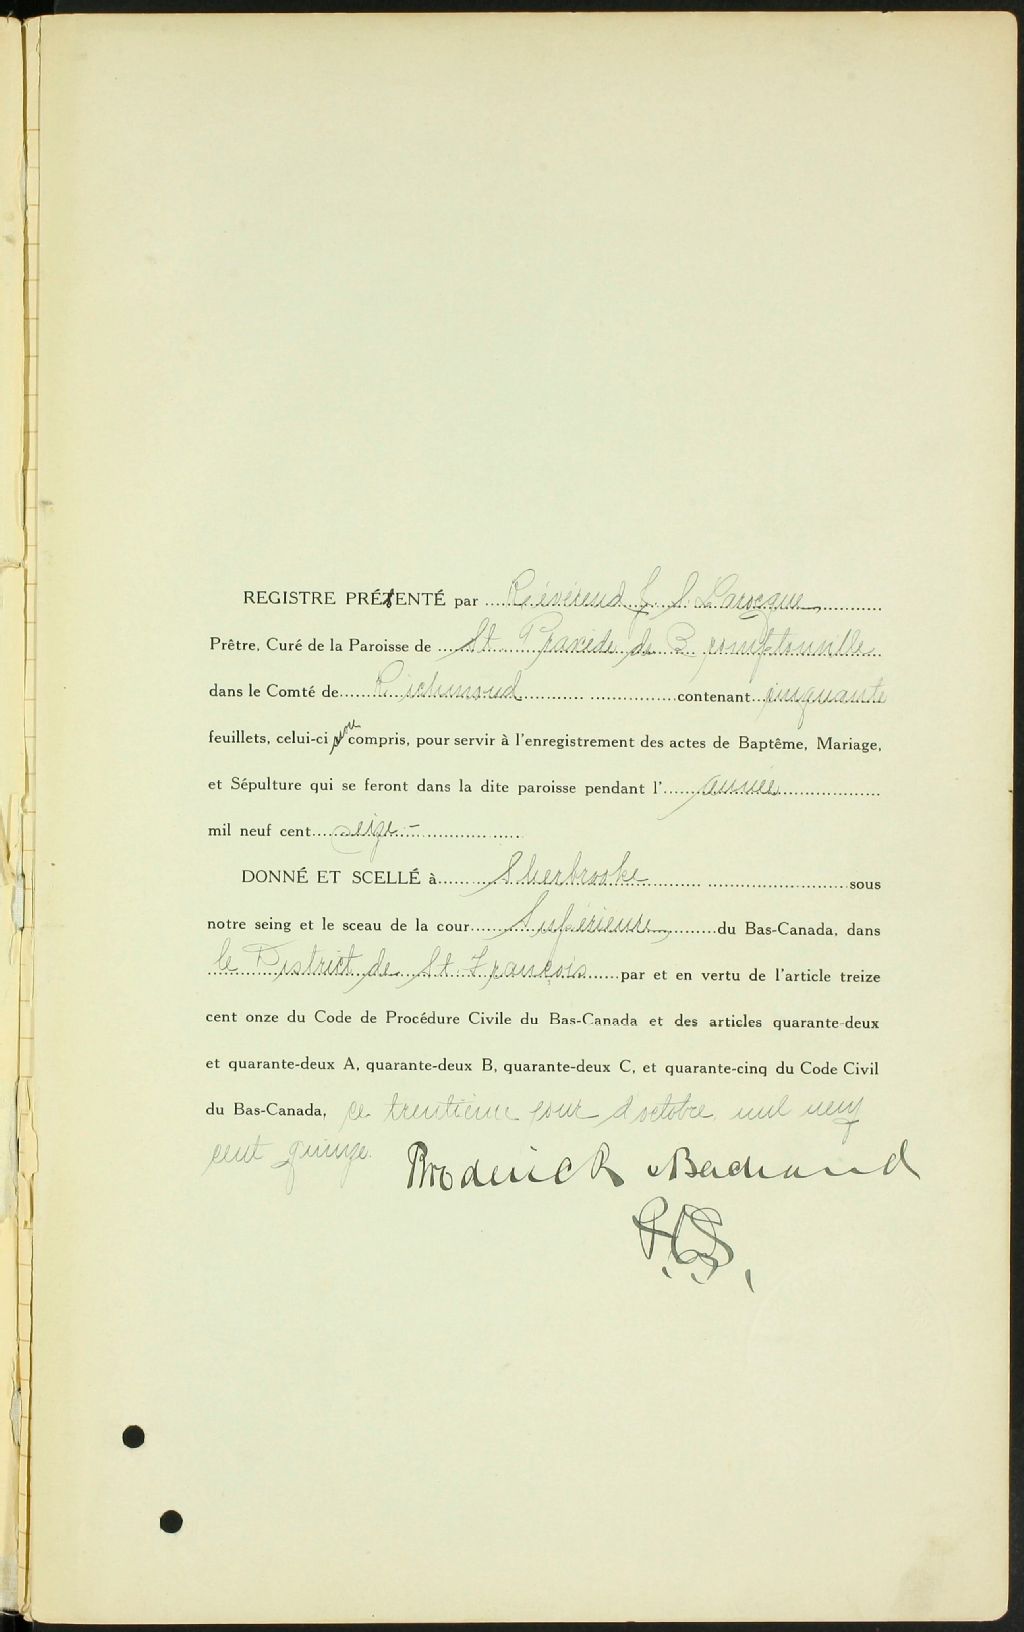 REGISTRE PRÉSENTÉ par Révérend J. S. Larocque
Prêtre, Curé de la Paroisse de St. Praxède de Bromptonville
dans le Comté de Richmond contenant cinquante
feuillets, celui-ci non compris, pour servir à l'enregistrement des actes de Baptême, Mariage,
et Sépulture qui se feront dans la dite paroisse pendant l'année
mil neuf cent seize -
DONNÉ ET SCELLÉ à Sherbrooke sous
notre seing et le sceau de la cour Supérieure du Bas-Canada, dans
le District de St. François par et en vertu de l'article treize
cent onze du Code de Procédure Civile du Bas-Canada et des articles quarante-deux
et quarante-deux A, quarante-deux B, quarante-deux C, et quarante-cinq du Code Civil
du Bas-Canada, ce trentième jour d'octobre, mil neuf
cent quinze.
Broderick Bachand
P.C.S.